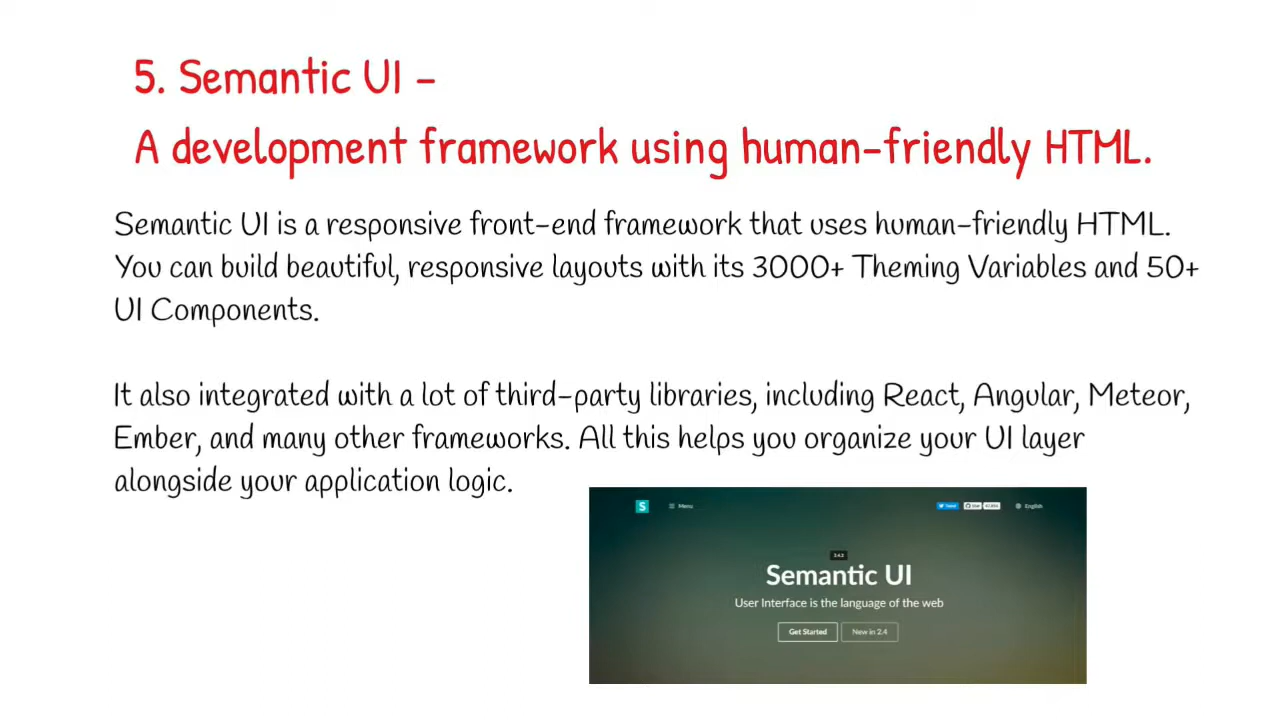 5. Semantic UI –
A development framework using human-friendly HTML.
Semantic UI is a responsive front-end framework that uses human-friendly HTML.
You can build beautiful, responsive layouts with its 3000+ Theming Variables and 50+
UI Components.
It also integrated with a lot of third-party libraries, including React, Angular, Meteor,
Ember, and many other frameworks. All this helps you organize your UI layer
alongside your application logic.
S Menu Tweet Star English
Semantic UI
User Interface is the language of the web
Get Started New in 2.4